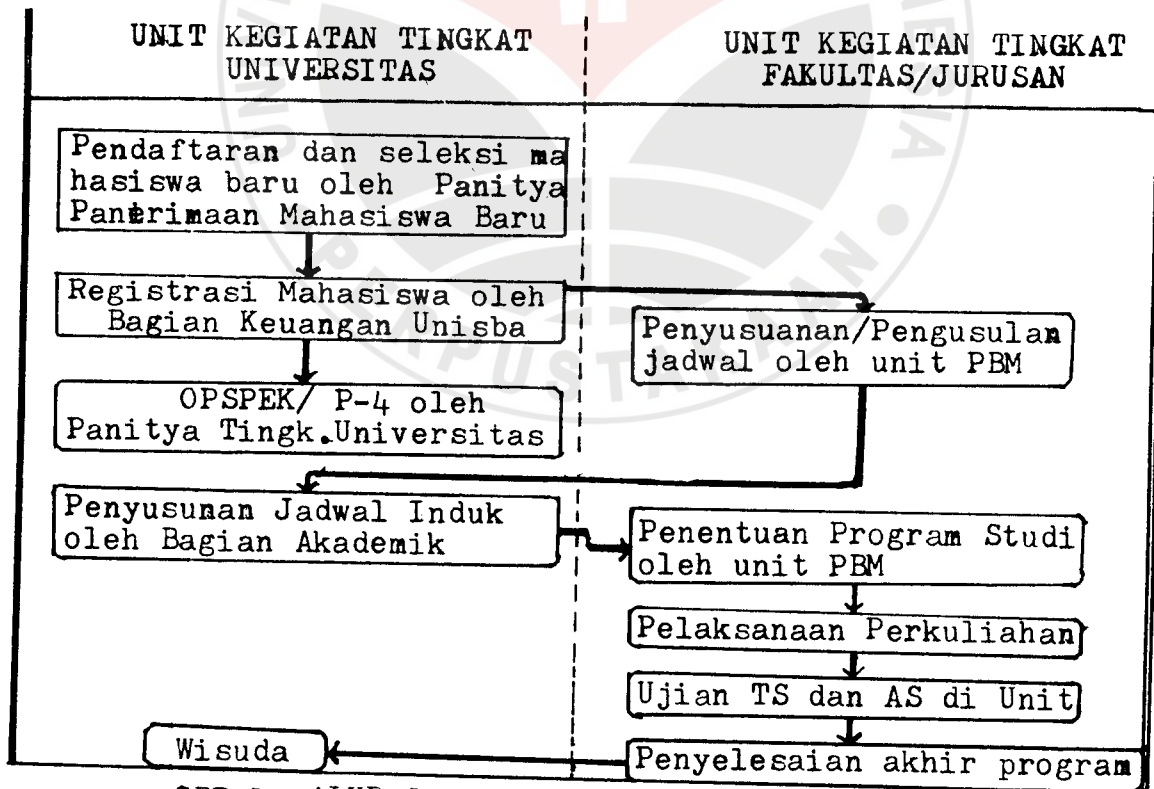 UNIT KEGIATAN TINGKAT
UNIVERSITAS
UNIT KEGIATAN TINGKAT
FAKULTAS/JURUSAN
Pendaftaran dan seleksi ma
hasiswa baru oleh Panitya
Panerimaan Mahasiswa Baru
Registrasi Mahasiswa oleh
Bagian Keuangan Unisba
Penyusuanan/Pengusulan
jadwal oleh unit PBM
OPSPEK/ P-4 oleh
Panitya Tingk.Universitas
Penyusunan Jadwal Induk
oleh Bagian Akademik
Penentuan Program Studi
oleh unit PBM
Pelaksanaan Perkuliahan
Ujian TS dan AS di Unit
Wisuda
Penyelesaian akhir program
PERPUSTAKAAN